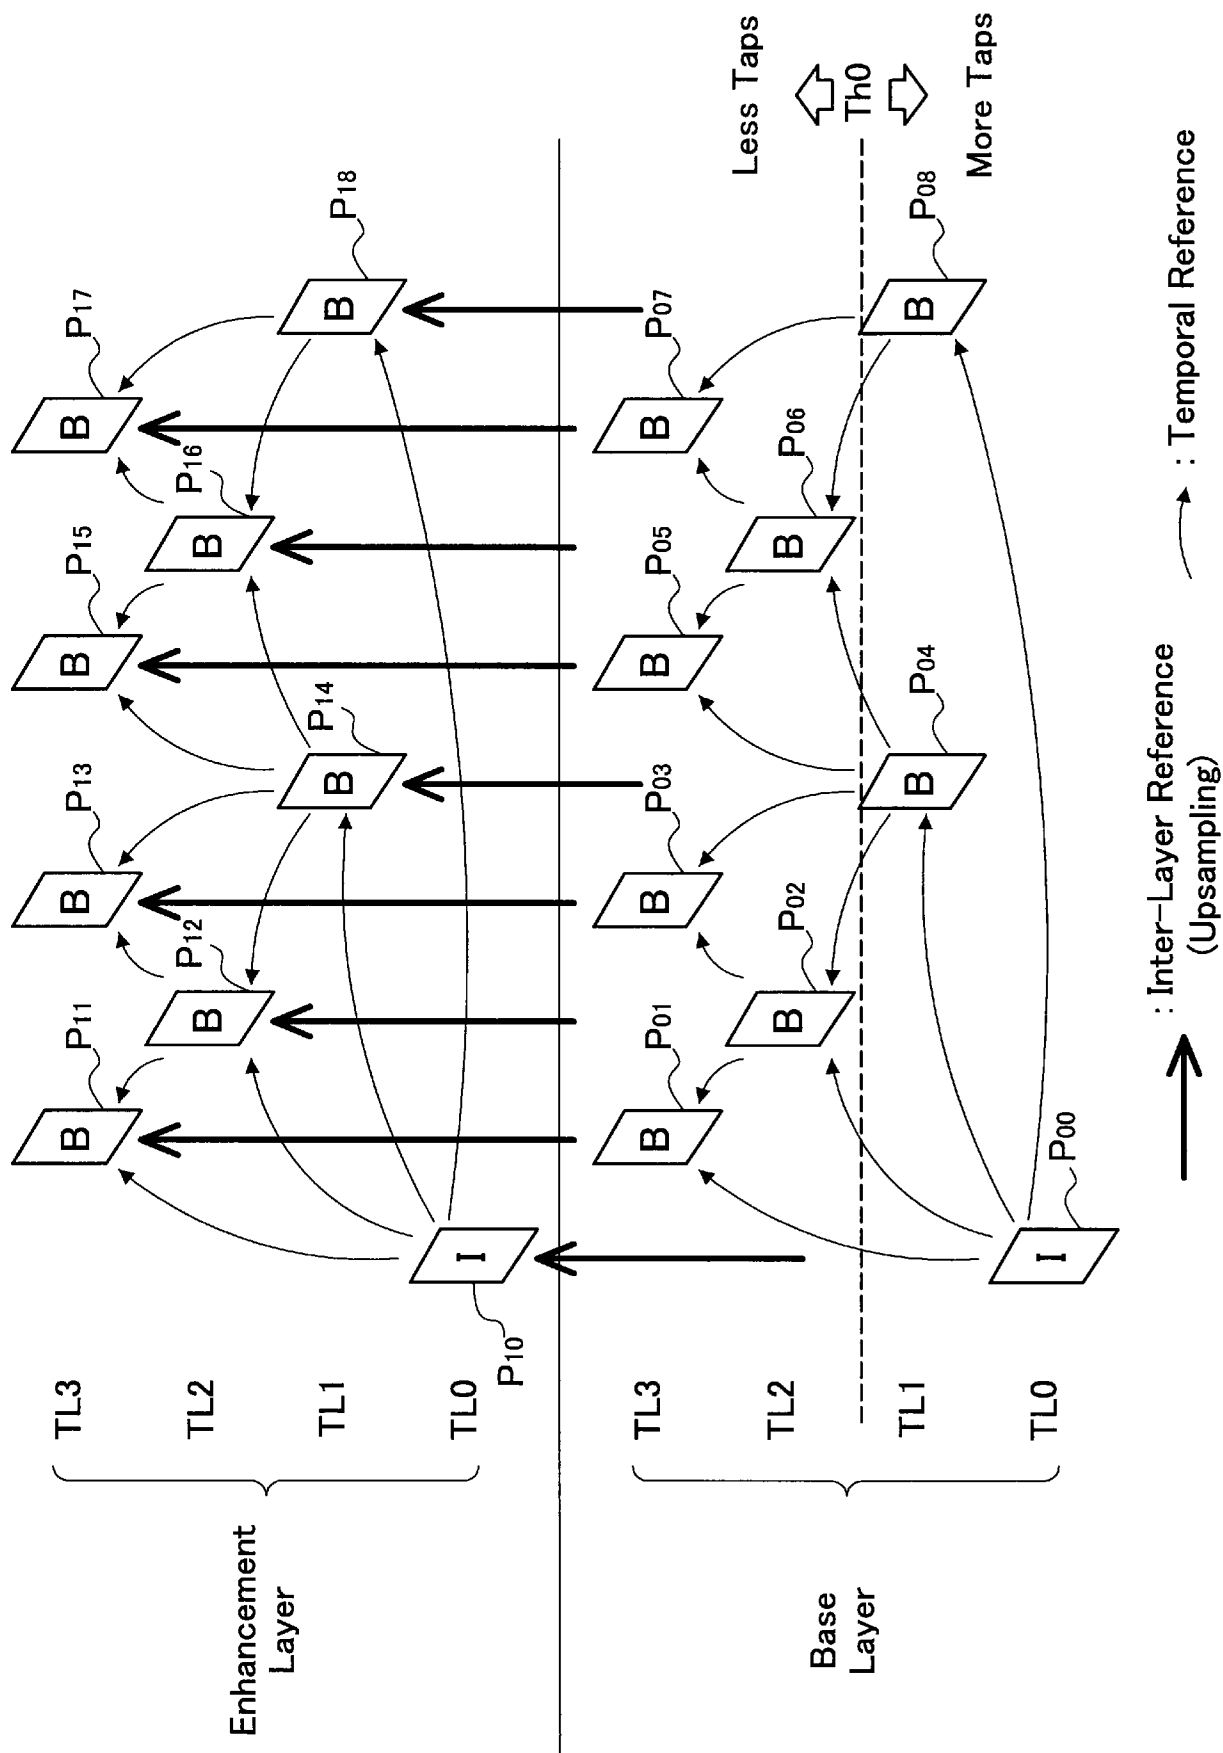 Enhancement
Layer
TL3
TL2
TL1
TL0
P11
P13
P15
P17
B
B
B
B
P12
P16
B
B
P14
P18
B
B
P10
I
Base
Layer
TL3
TL2
TL1
TL0
P01
P03
P05
P07
B
B
B
B
P02
P06
B
B
P04
P08
B
B
P00
I
Less Taps
Th0
More Taps
: Inter-Layer Reference
(Upsampling)
: Temporal Reference